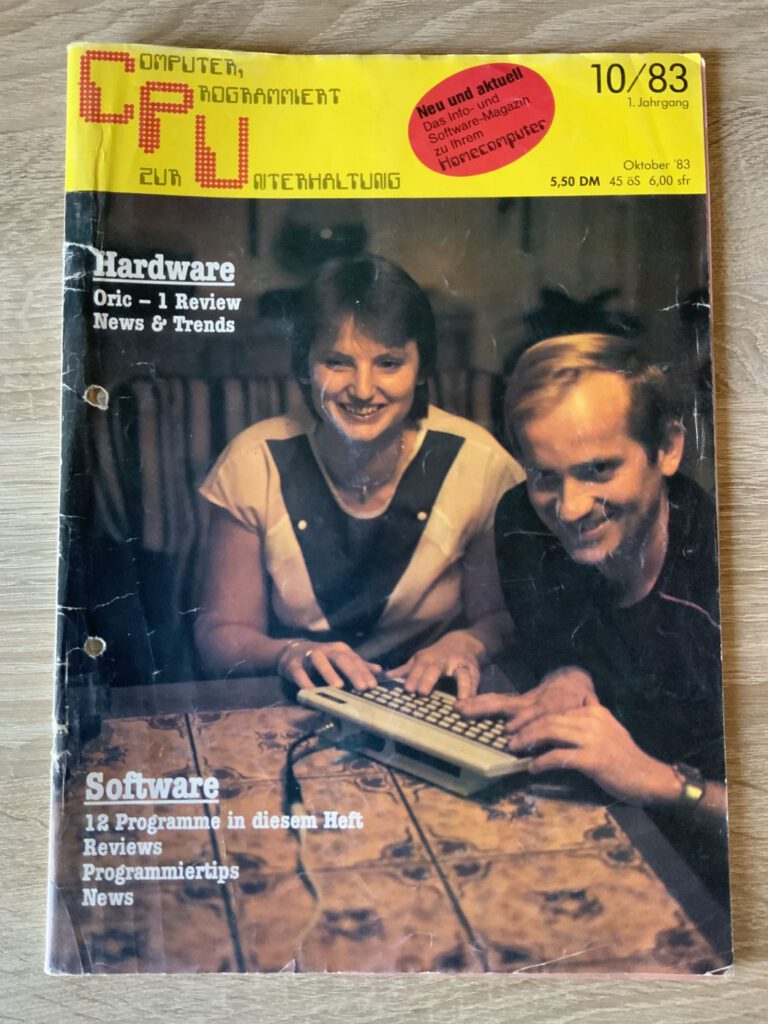 COMPUTER,
PROGRAMMIERT
ZUR UNTERHALTUNG
Neu und aktuell
Das Info- und
Software-Magazin
zu Ihrem
Homecomputer
10/83
1. Jahrgang
Oktober '83
5,50 DM 45 öS 6,00 sfr
Hardware
Oric – 1 Review
News & Trends
Software
12 Programme in diesem Heft
Reviews
Programmiertips
News